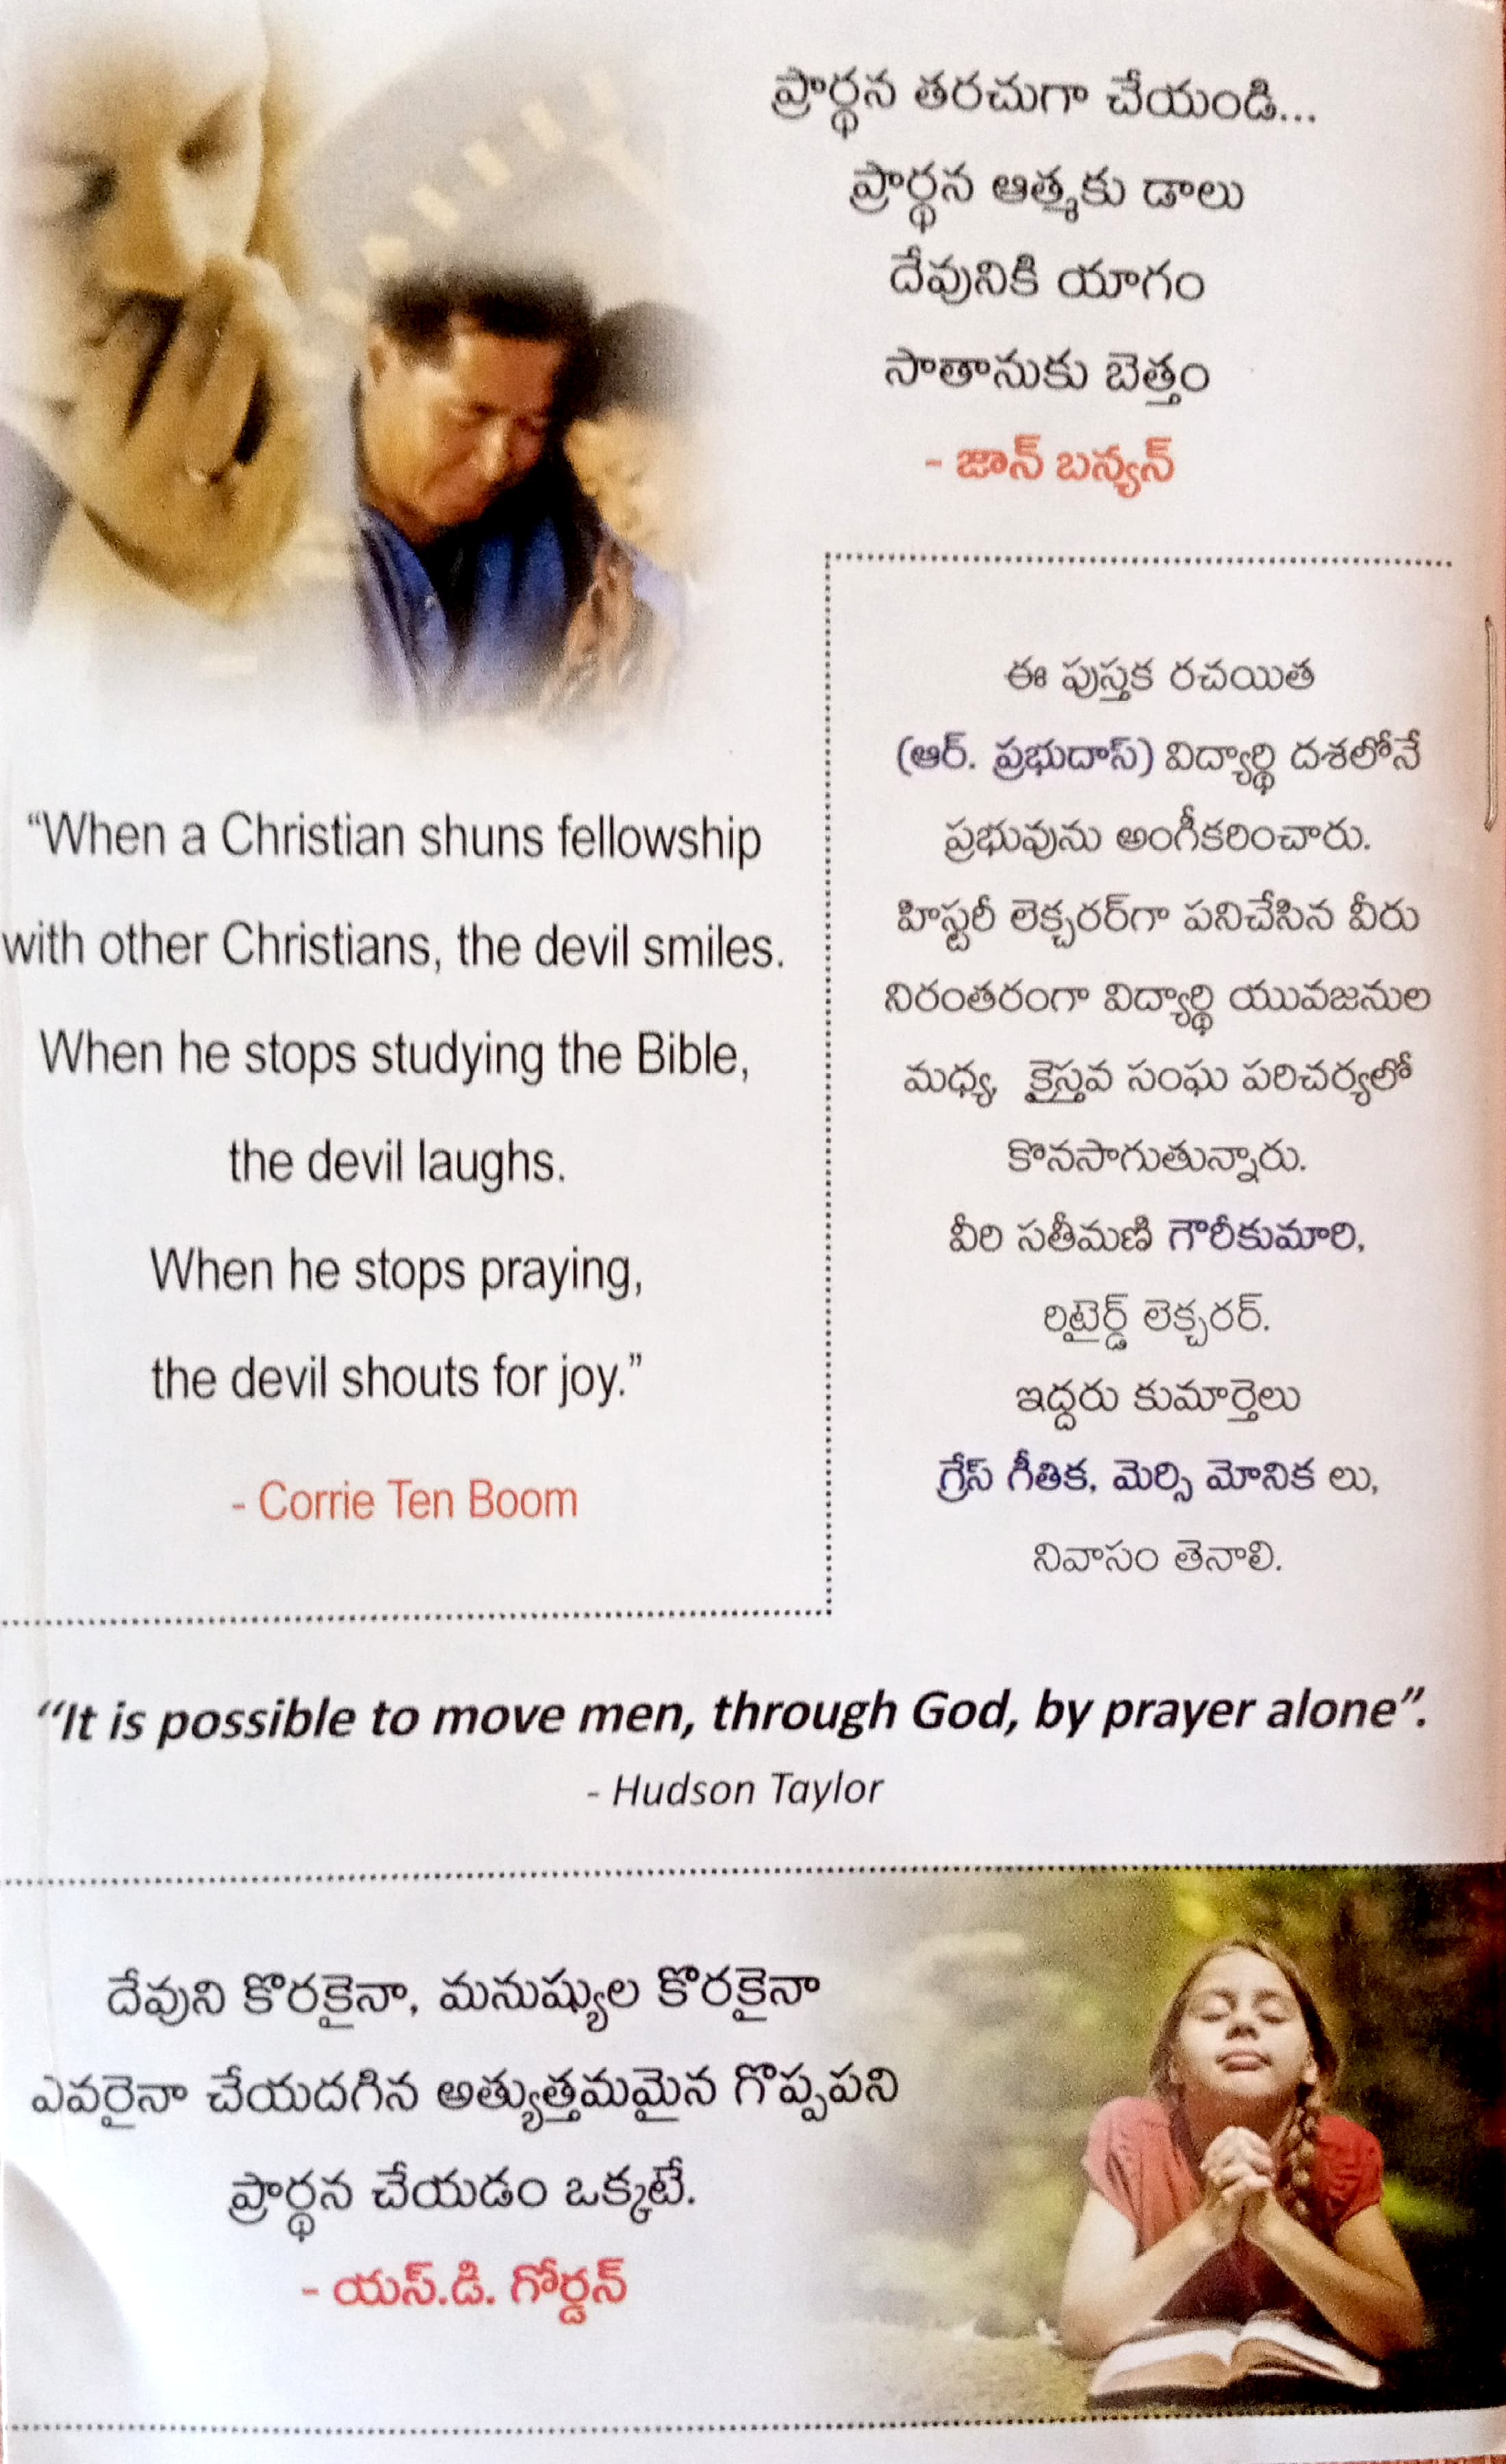 ప్రార్థన తరచుగా చేయండి...
ప్రార్థన ఆత్మకు డాలు
దేవునికి యాగం
సాతానుకు బెత్తం
- జాన్ బన్యన్
“When a Christian shuns fellowship
with other Christians, the devil smiles.
When he stops studying the Bible,
the devil laughs.
When he stops praying,
the devil shouts for joy.”
- Corrie Ten Boom
ఈ పుస్తక రచయిత
(ఆర్. ప్రభుదాస్) విద్యార్థి దశలోనే
ప్రభువును అంగీకరించారు.
హిస్టరీ లెక్చరర్‌గా పనిచేసిన వీరు
నిరంతరంగా విద్యార్థి యువజనుల
మధ్య, క్రైస్తవ సంఘ పరిచర్యలో
కొనసాగుతున్నారు.
వీరి సతీమణి గౌరీకుమారి,
రిటైర్డ్ లెక్చరర్.
ఇద్దరు కుమార్తెలు
గ్రేస్ గీతిక, మెర్సి మోనిక లు,
నివాసం తెనాలి.
“It is possible to move men, through God, by prayer alone”.
- Hudson Taylor
దేవుని కొరకైనా, మనుష్యుల కొరకైనా
ఎవరైనా చేయదగిన అత్యుత్తమమైన గొప్పపని
ప్రార్థన చేయడం ఒక్కటే.
- యస్.డి. గోర్డన్